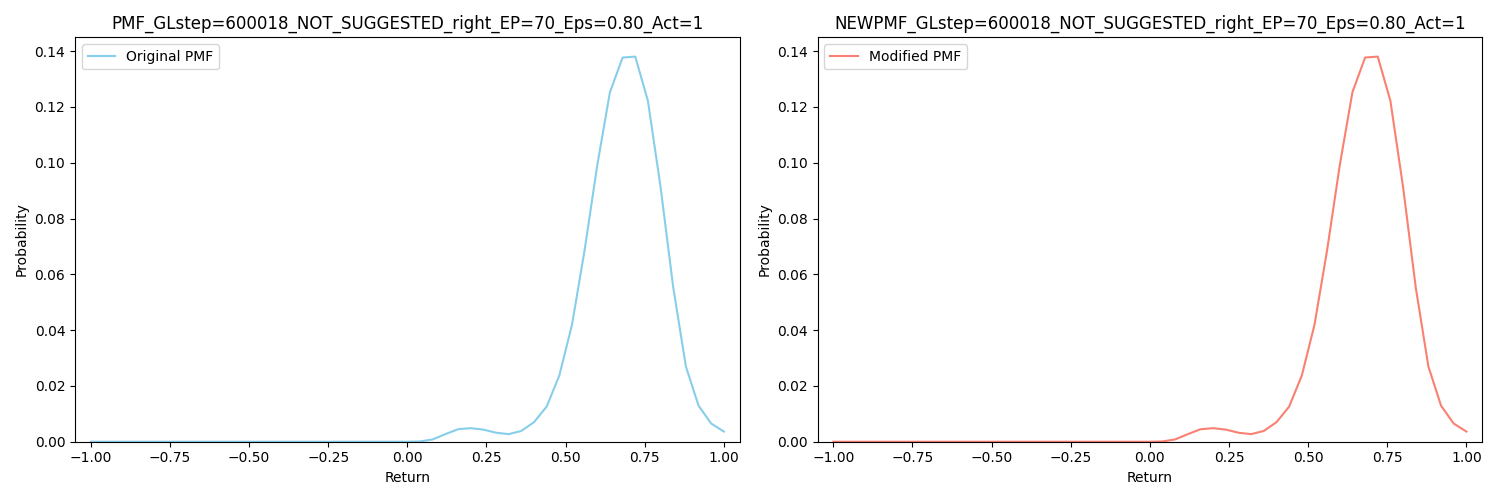 PMF_GLstep=600018_NOT_SUGGESTED_right_EP=70_Eps=0.80_Act=1
Original PMF
Probability
0.14
0.12
0.10
0.08
0.06
0.04
0.02
0.00
−1.00 −0.75 −0.50 −0.25 0.00 0.25 0.50 0.75 1.00
Return
NEWPMF_GLstep=600018_NOT_SUGGESTED_right_EP=70_Eps=0.80_Act=1
Modified PMF
Probability
0.14
0.12
0.10
0.08
0.06
0.04
0.02
0.00
−1.00 −0.75 −0.50 −0.25 0.00 0.25 0.50 0.75 1.00
Return